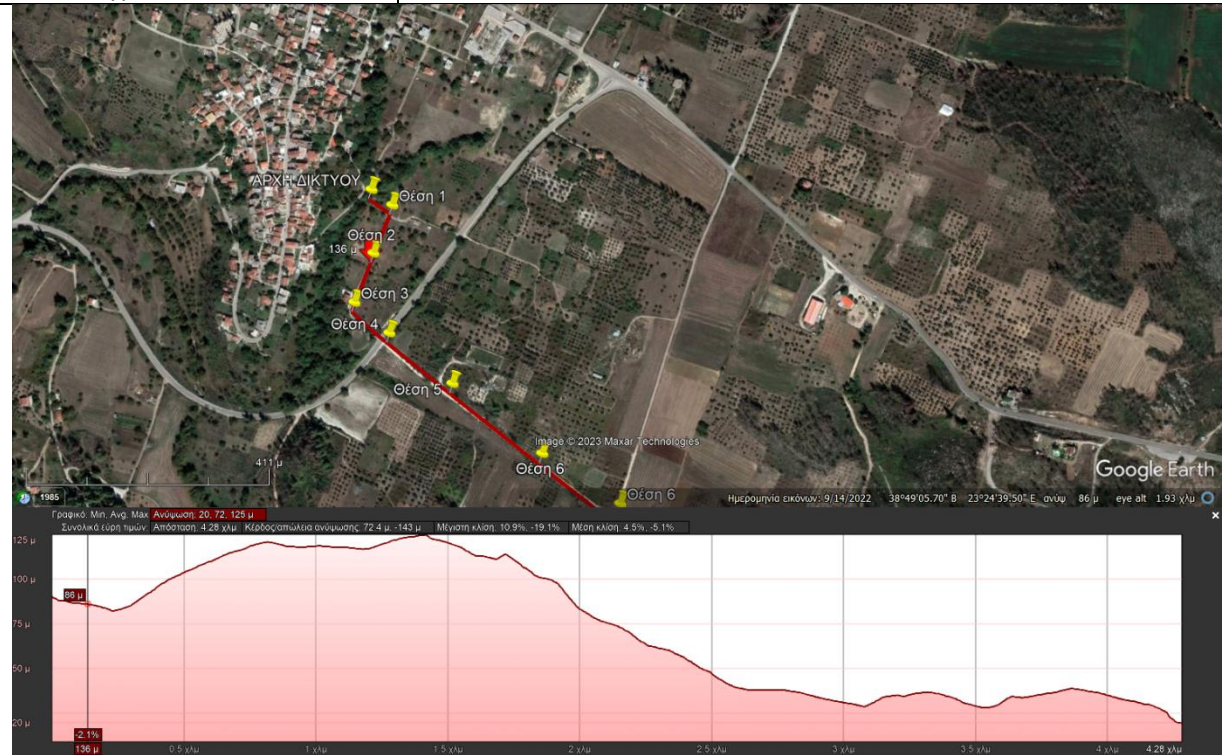 ΑΡΧΗ ΔΙΚΤΥΟΥ
Θέση 1
Θέση 2
136 μ
Θέση 3
Θέση 4
Θέση 5
Image © 2023 Maxar Technologies
411 μ
Θέση 6
Google Earth
Θέση 6
1985
Ημερομηνία εικόνων: 9/14/2022 38°49'05.70" Β 23°24'39.50" Ε ανύψ 86 μ eye alt 1.93 χλμ
Γραφικό: Min, Avg, Max Ανύψωση: 20, 72, 125 μ
Συνολικά εύρη τιμών: Απόσταση: 4.28 χλμ Κέρδος/απώλεια ανύψωσης: 72.4 μ, -143 μ Μέγιστη κλίση: 10.9%, -19.1% Μέση κλίση: 4.5%, -5.1%
125 μ
100 μ
86 μ
75 μ
50 μ
20 μ
-2.1%
136 μ 0.5 χλμ 1 χλμ 1.5 χλμ 2 χλμ 2.5 χλμ 3 χλμ 3.5 χλμ 4 χλμ 4.28 χλμ